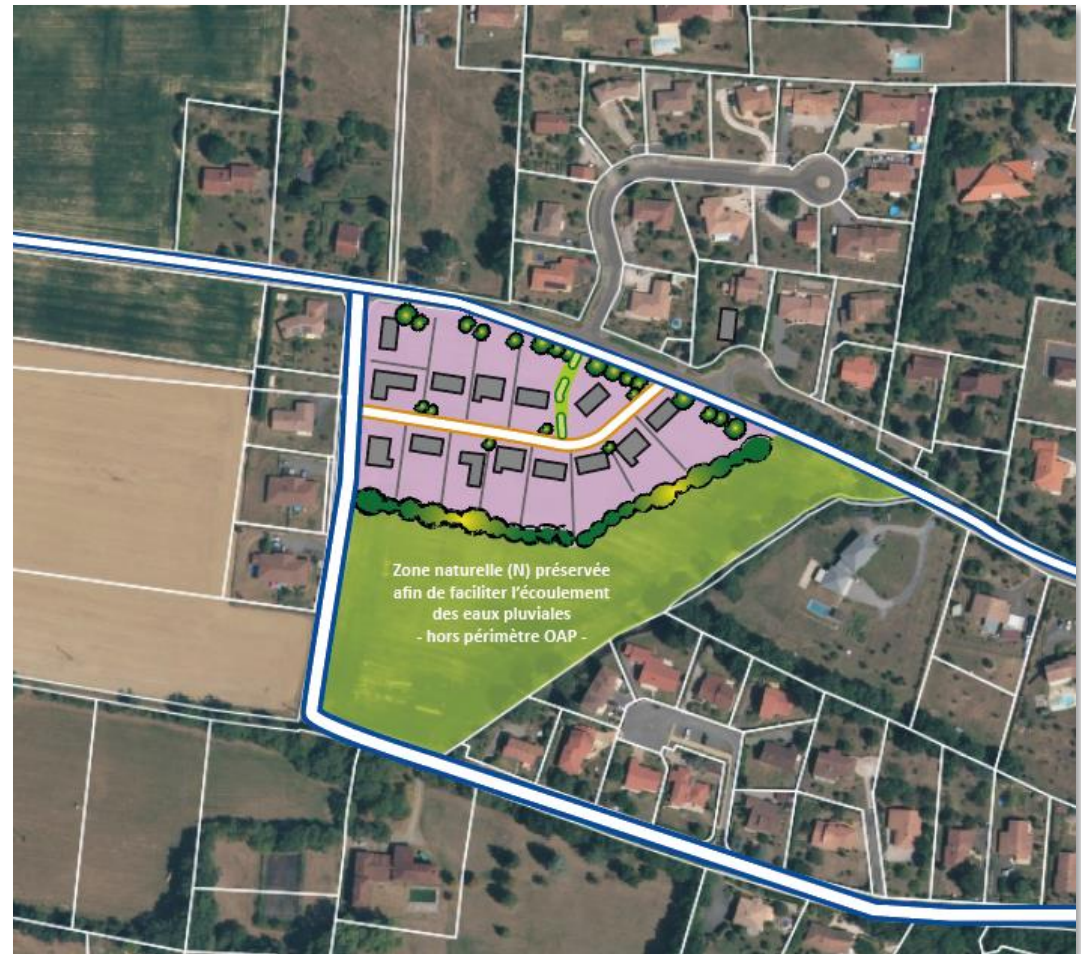 Zone naturelle (N) préservée
afin de faciliter l'écoulement
des eaux pluviales
- hors périmètre OAP -